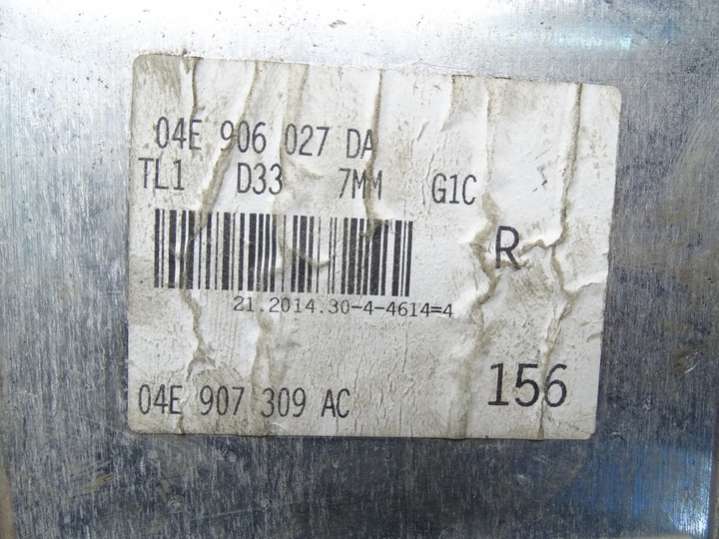 04E 906 027 DA
TL1 D33 7MM G1C
R
21.2014.30-4-4614=4
04E 907 309 AC 156